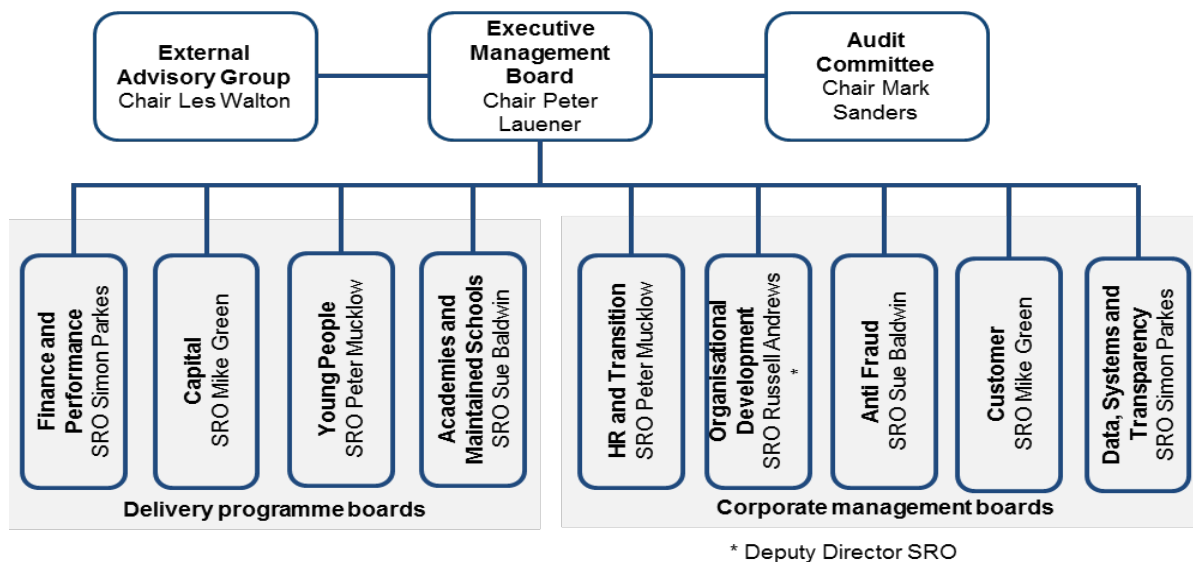 External
Advisory Group
Chair Les Walton
Executive
Management
Board
Chair Peter
Lauener
Audit
Committee
Chair Mark
Sanders
Finance and
Performance
SRO Simon Parkes
Capital
SRO Mike Green
Young People
SRO Peter Mucklow
Academies and
Maintained Schools
SRO Sue Baldwin
Delivery programme boards
HR and Transition
SRO Peter Mucklow
Organisational
Development
SRO Russell Andrews
*
Anti Fraud
SRO Sue Baldwin
Customer
SRO Mike Green
Data, Systems and
Transparency
SRO Simon Parkes
Corporate management boards
* Deputy Director SRO